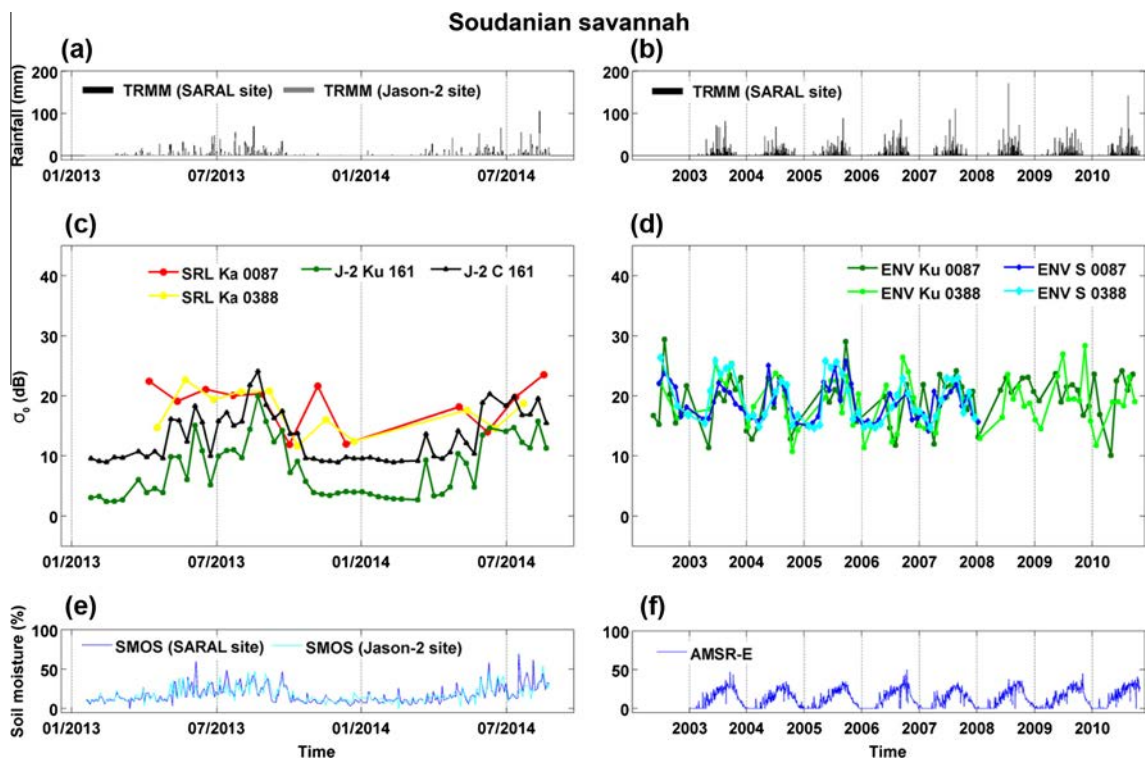 Soudanian savannah
(a)
Rainfall (mm)
200
100
0
TRMM (SARAL site) TRMM (Jason-2 site)
01/2013 07/2013 01/2014 07/2014
(b)
200
100
0
TRMM (SARAL site)
2003 2004 2005 2006 2007 2008 2009 2010
(c)
σ0 (dB)
40
30
20
10
0
SRL Ka 0087 J-2 Ku 161 J-2 C 161
SRL Ka 0388
01/2013 07/2013 01/2014 07/2014
(d)
40
30
20
10
0
ENV Ku 0087 ENV S 0087
ENV Ku 0388 ENV S 0388
2003 2004 2005 2006 2007 2008 2009 2010
(e)
Soil moisture (%)
100
50
0
SMOS (SARAL site) SMOS (Jason-2 site)
01/2013 07/2013 01/2014 07/2014
Time
(f)
100
50
0
AMSR-E
2003 2004 2005 2006 2007 2008 2009 2010
Time